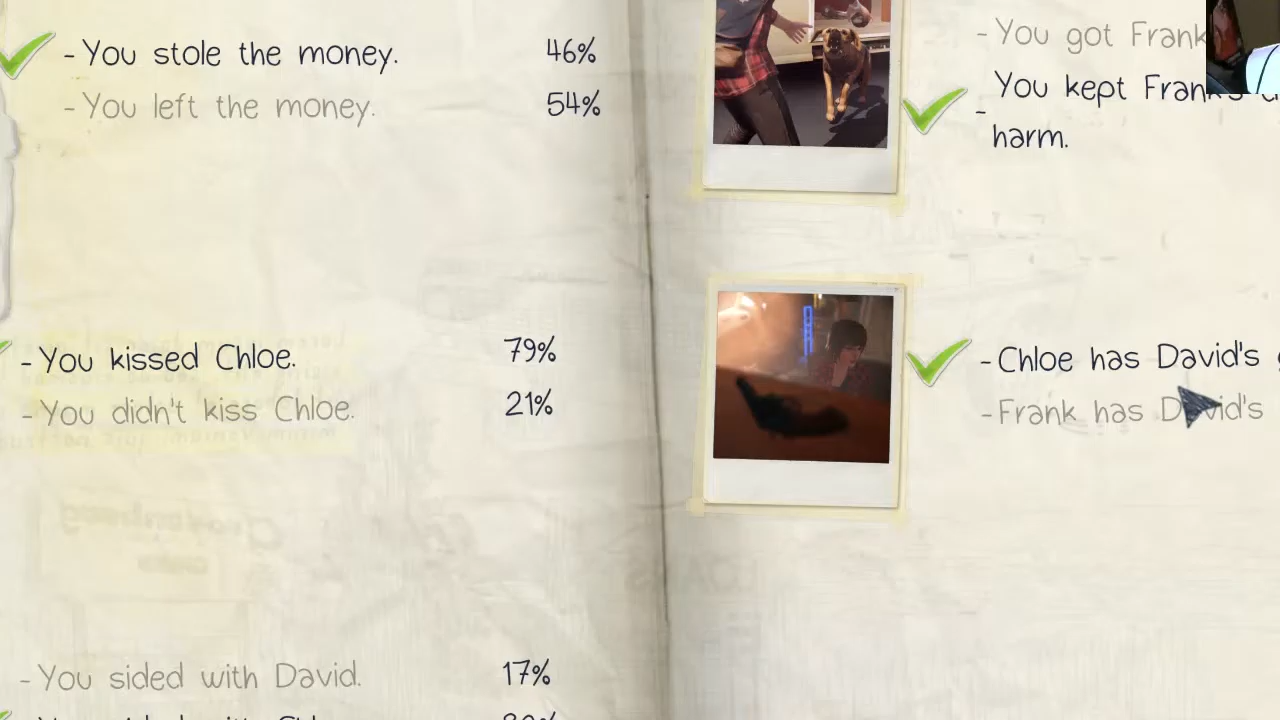 - You stole the money. 46%
- You left the money. 54%
- You kissed Chloe. 79%
- You didn't kiss Chloe. 21%
- You sided with David. 17%
- You got Frank
- You kept Frank's
harm.
- Chloe has David's
- Frank has David's